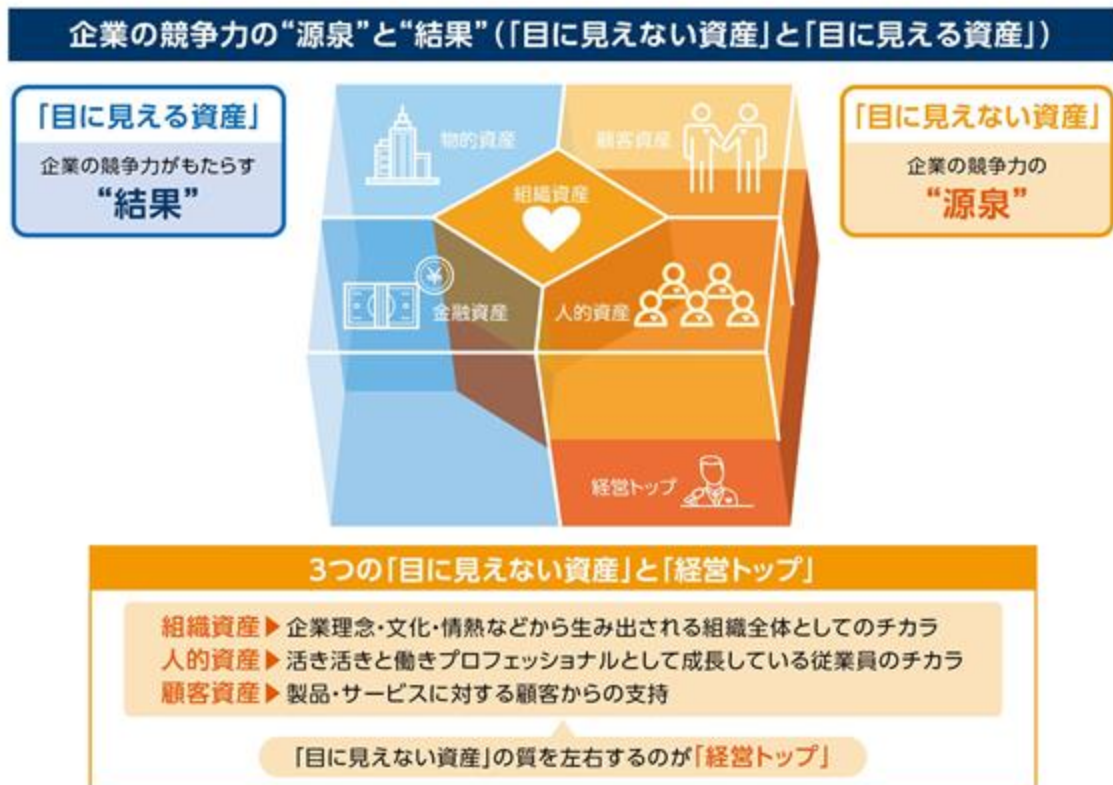 企業の競争力の“源泉”と“結果”(「目に見えない資産」と「目に見える資産」)
「目に見える資産」
企業の競争力がもたらす
“結果”
物的資産
顧客資産
組織資産
金融資産
人的資産
経営トップ
「目に見えない資産」
企業の競争力の
“源泉”
3つの「目に見えない資産」と「経営トップ」
組織資産▶企業理念・文化・情熱などから生み出される組織全体としてのチカラ
人的資産▶活き活きと働きプロフェッショナルとして成長している従業員のチカラ
顧客資産▶製品・サービスに対する顧客からの支持
「目に見えない資産」の質を左右するのが「経営トップ」